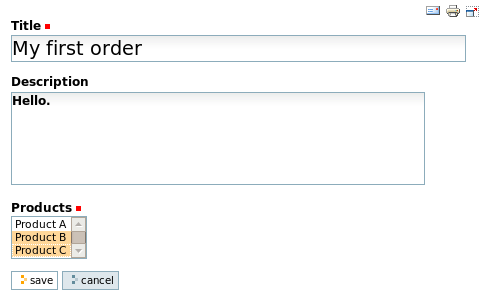 Title
My first order
Description
Hello.
Products
Product A
Product B
Product C
save cancel